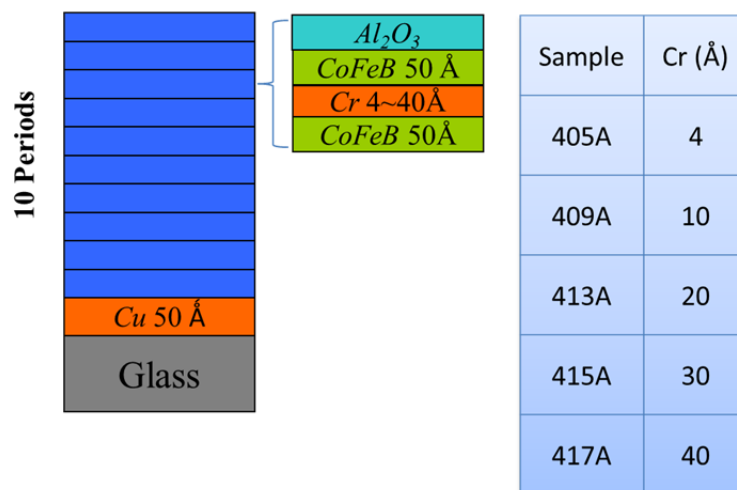 10 Periods
Cu 50 Å
Glass
Al₂O₃
CoFeB 50 Å
Cr 4~40Å
CoFeB 50Å
Sample Cr (Å)
405A 4
409A 10
413A 20
415A 30
417A 40